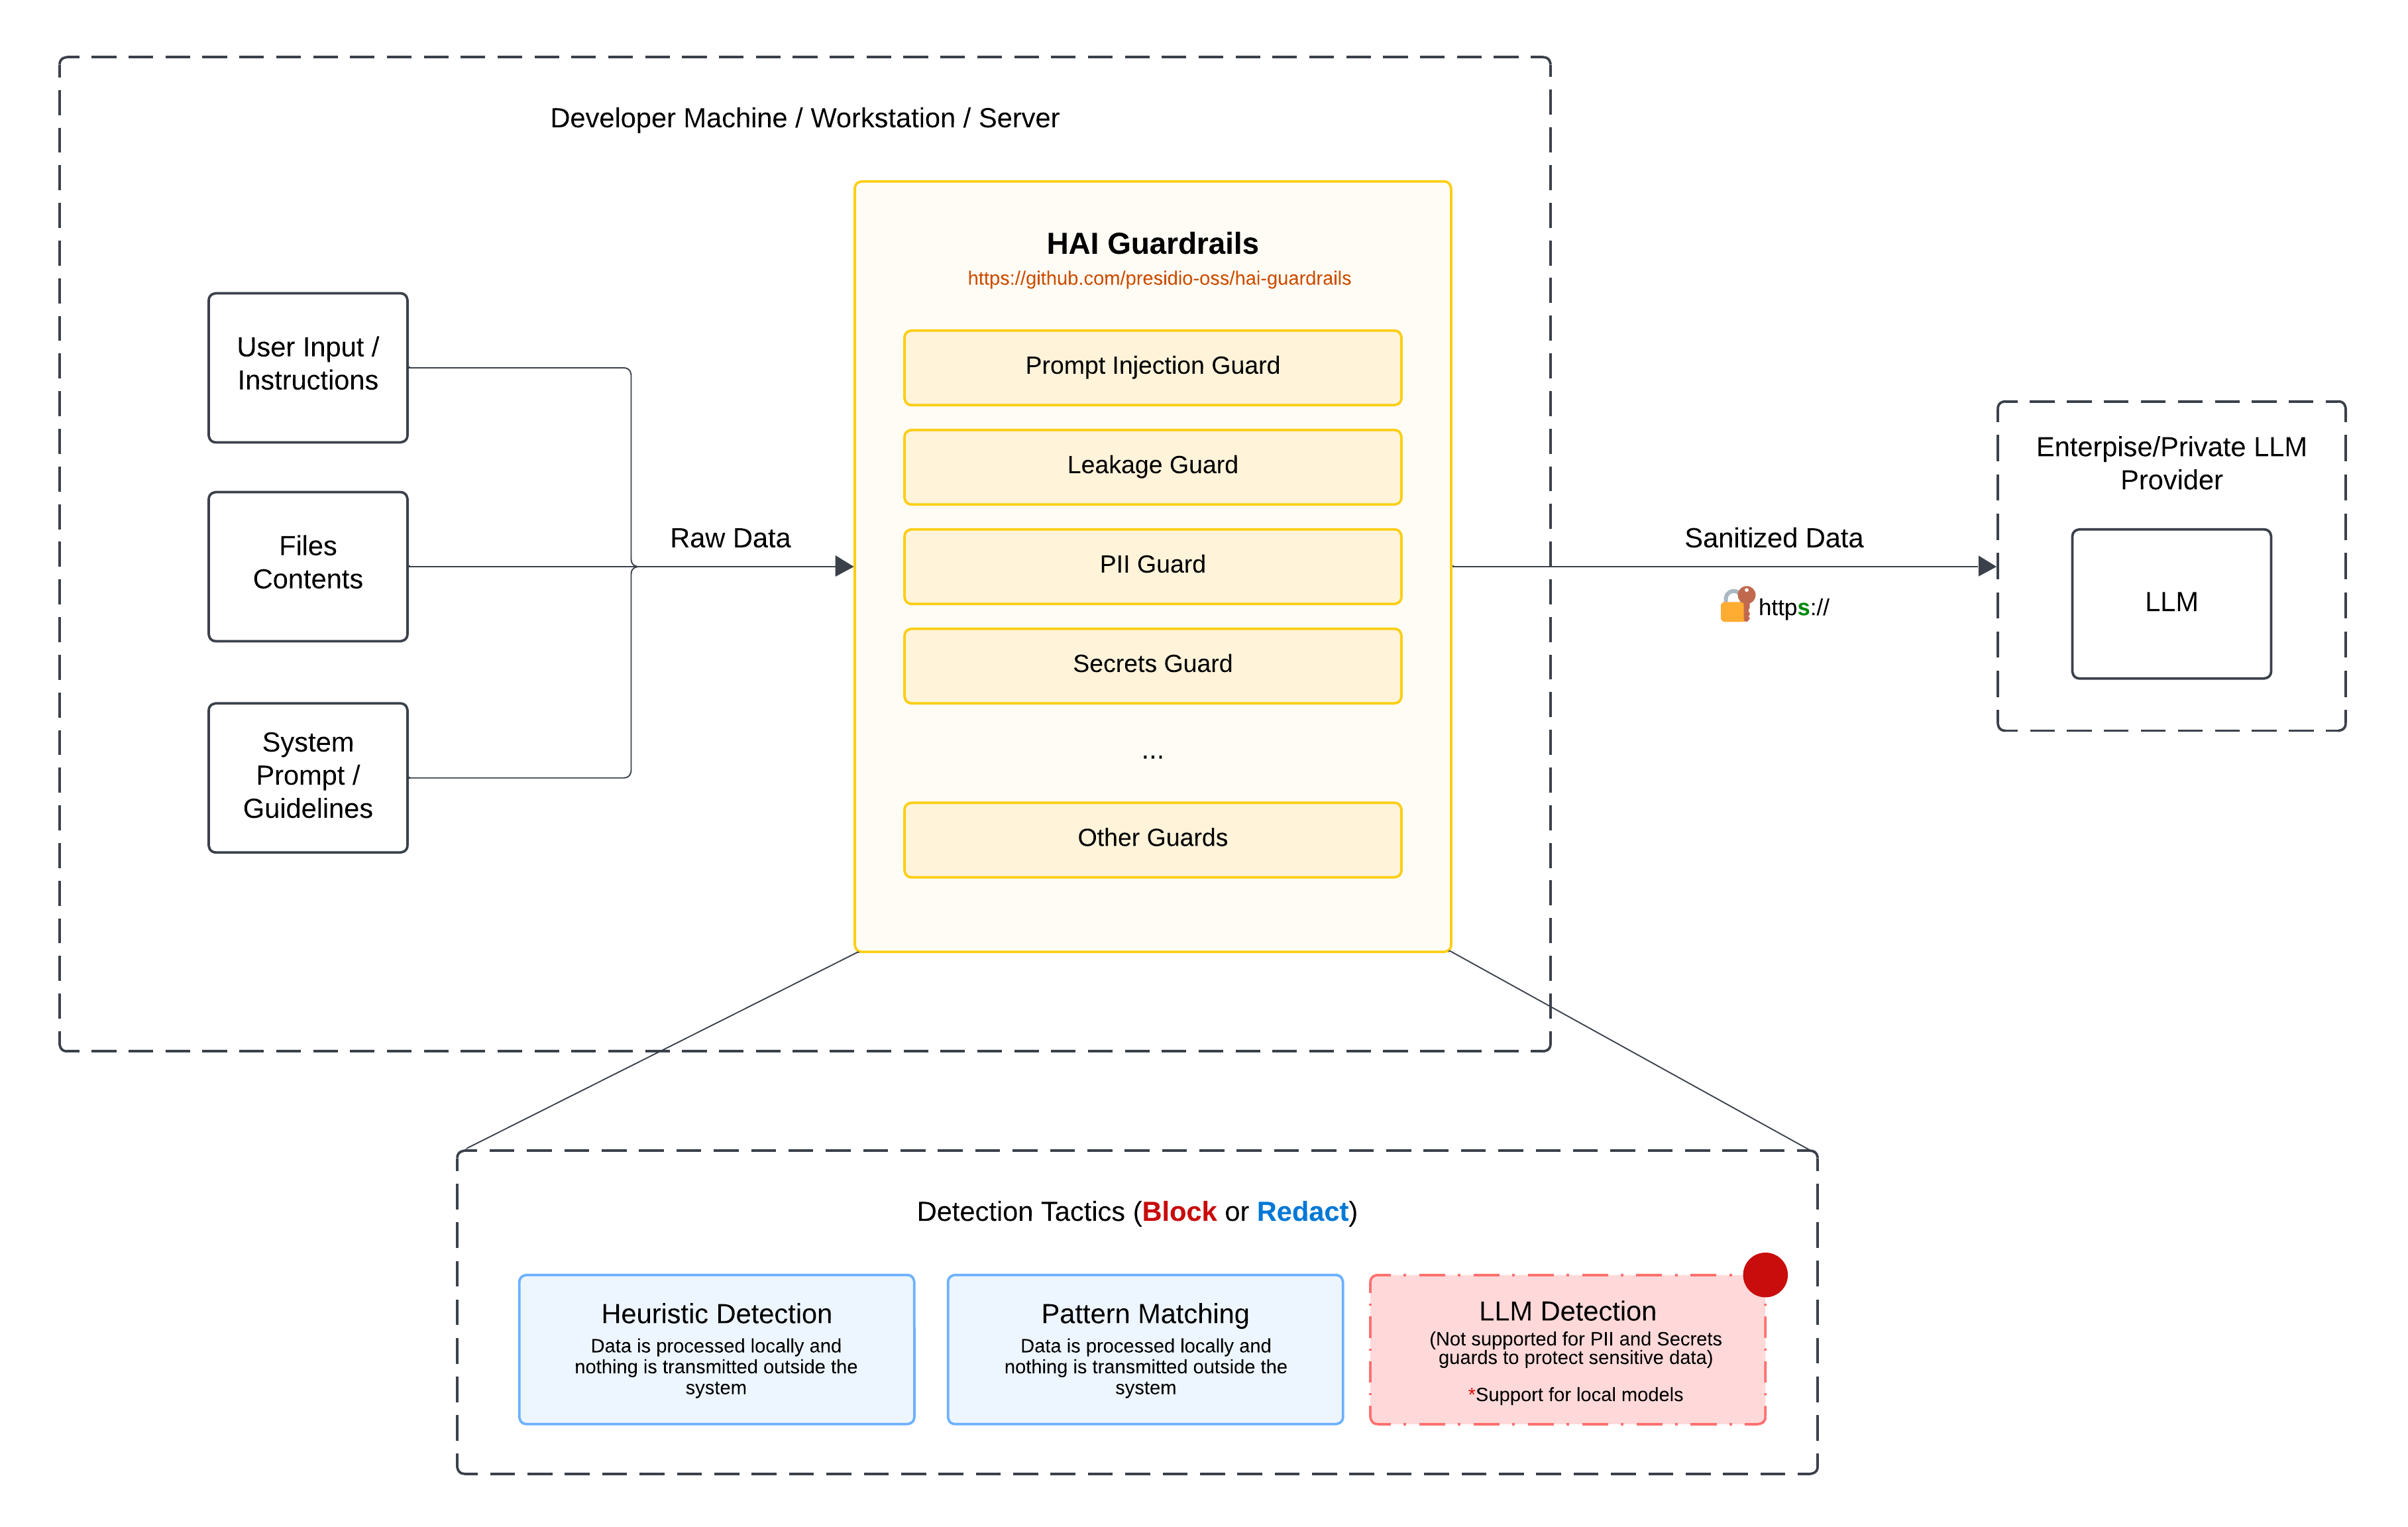 Developer Machine / Workstation / Server
User Input /
Instructions
Files
Contents
System
Prompt /
Guidelines
Raw Data
HAI Guardrails
https://github.com/presidio-oss/hai-guardrails
Prompt Injection Guard
Leakage Guard
PII Guard
Secrets Guard
...
Other Guards
Sanitized Data
https://
Enterpise/Private LLM
Provider
LLM
Detection Tactics (Block or Redact)
Heuristic Detection
Data is processed locally and
nothing is transmitted outside the
system
Pattern Matching
Data is processed locally and
nothing is transmitted outside the
system
LLM Detection
(Not supported for PII and Secrets
guards to protect sensitive data)
*Support for local models